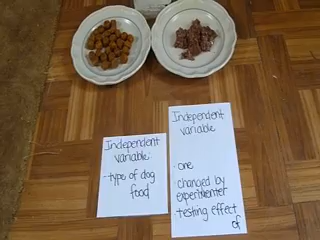 Independent
variable:
-type of dog
food
Independent
variable
-one
-changed by
experimenter
testing effect
of